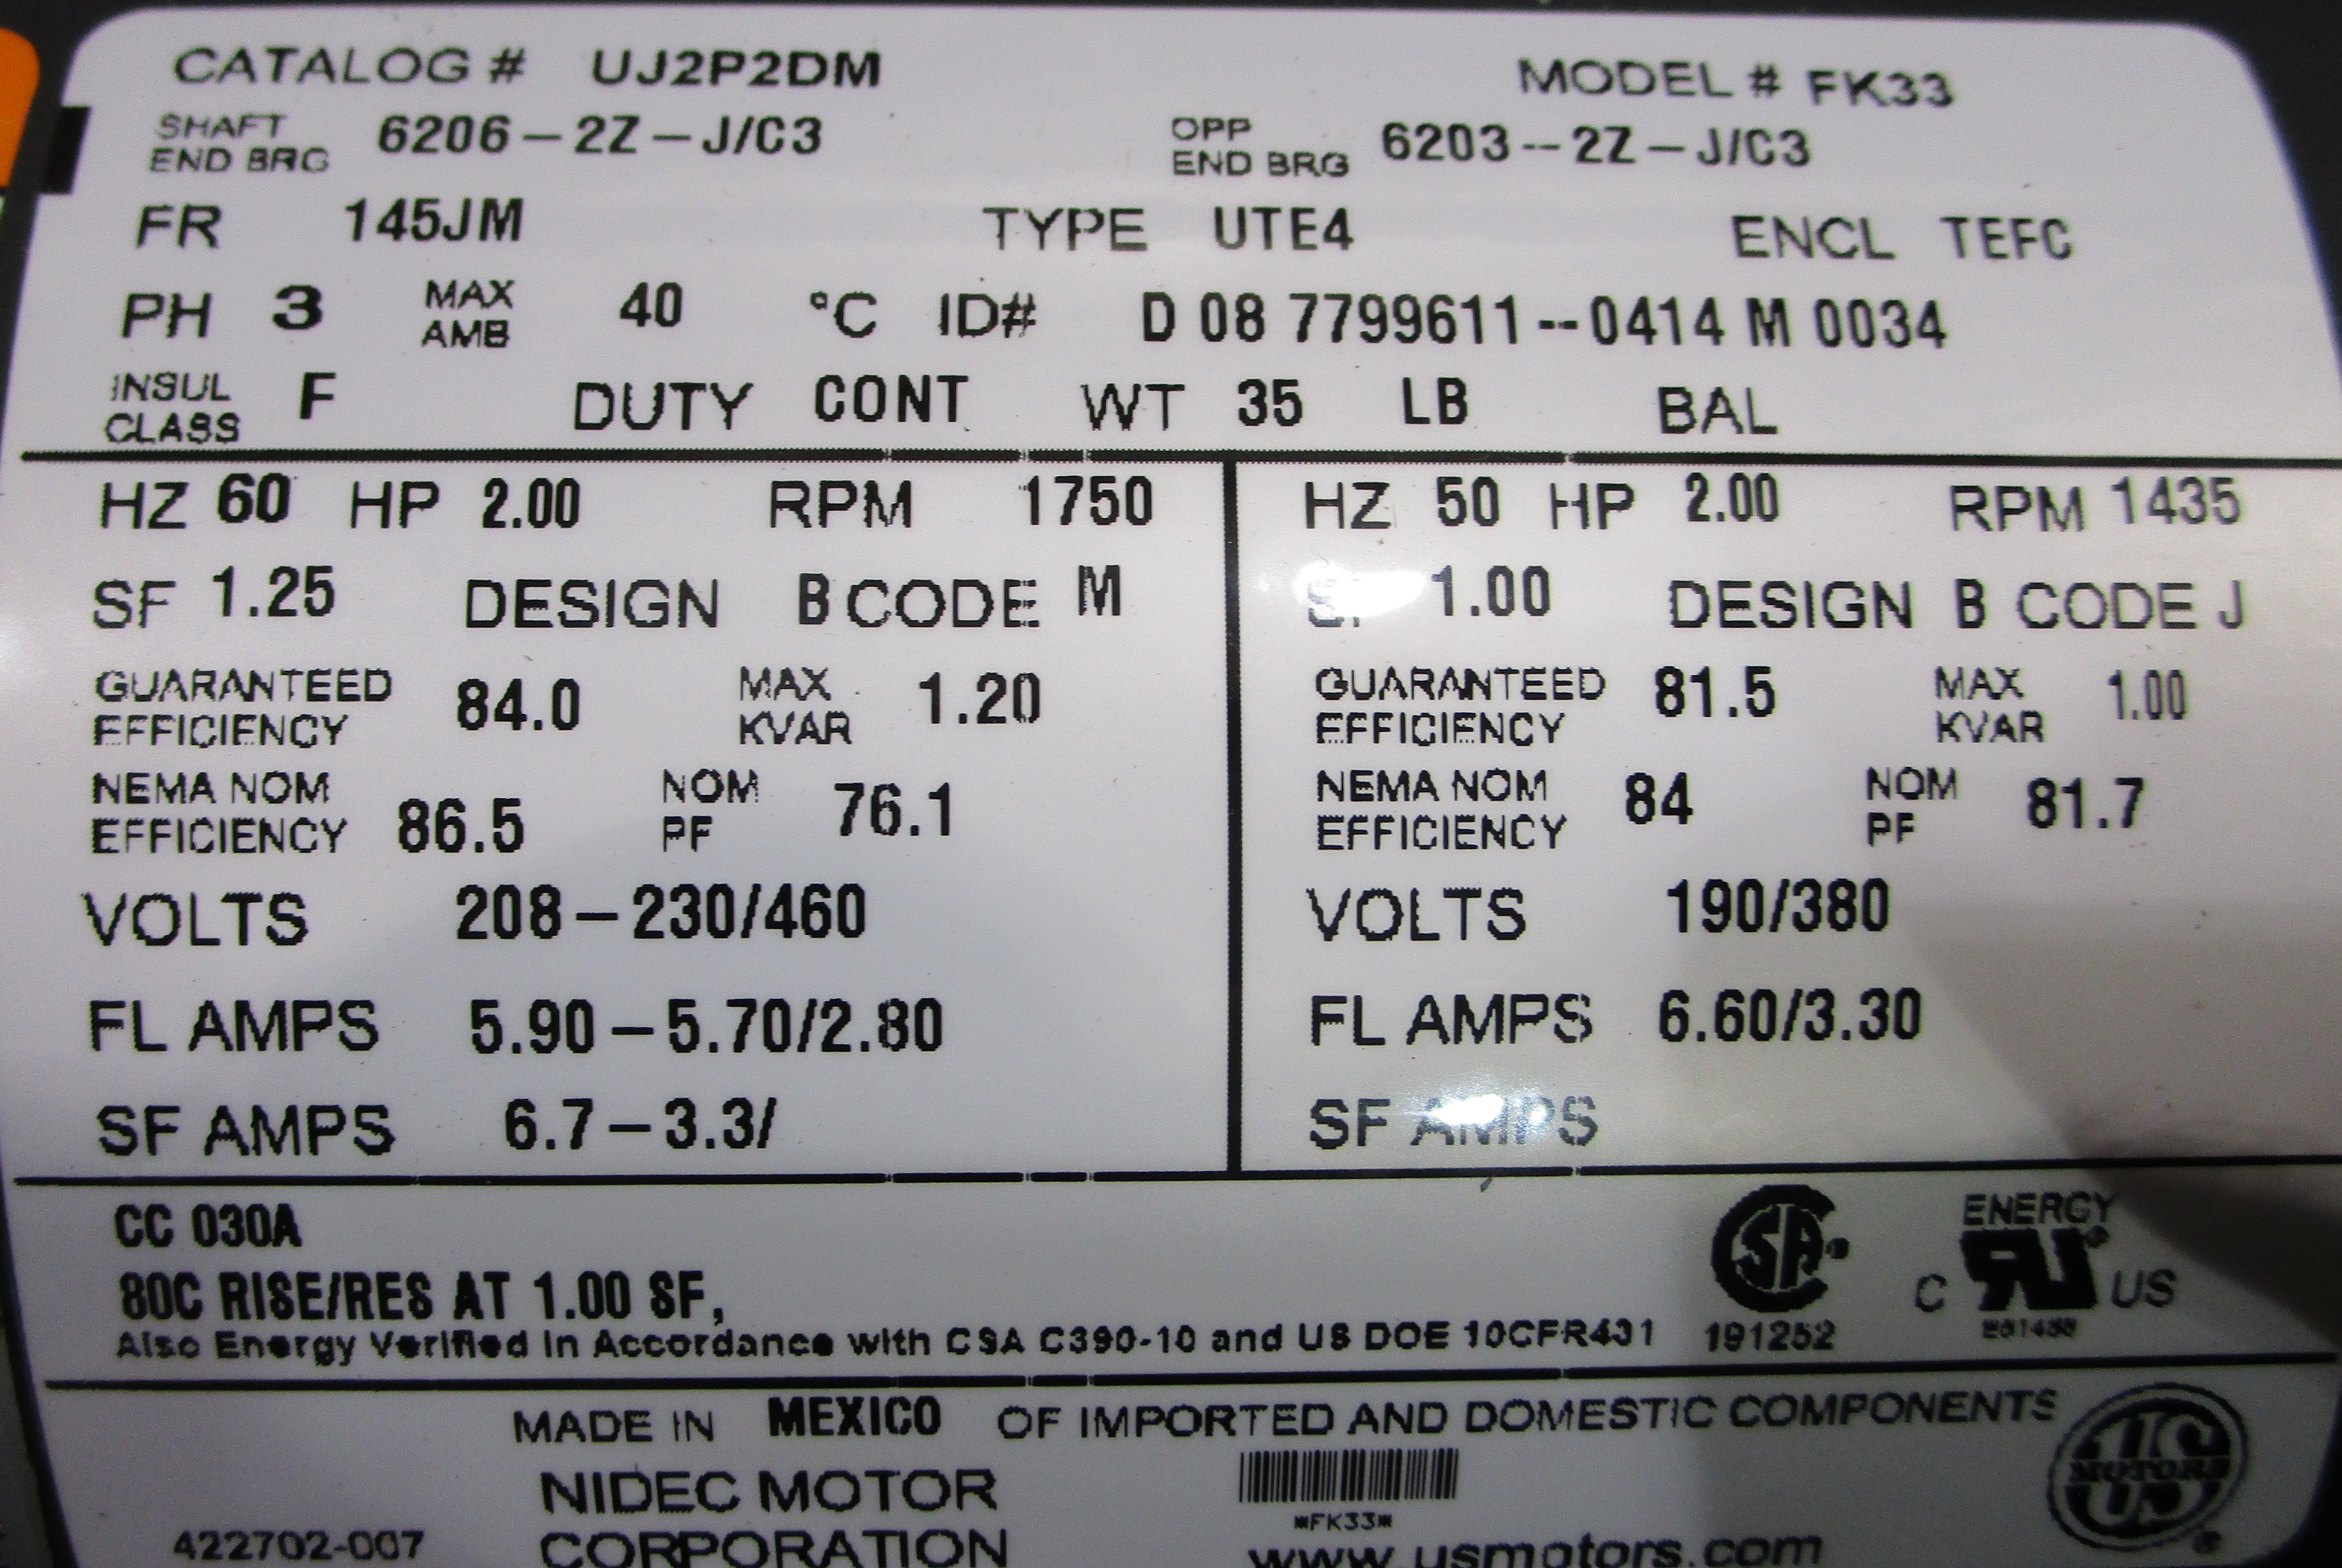 CATALOG # UJ2P2DM MODEL # FK33
SHAFT END BRG 6206-2Z-J/C3 OPP END BRG 6203--2Z-J/C3
FR 145JM TYPE UTE4 ENCL TEFC
PH 3 MAX AMB 40 °C ID# D 08 7799611--0414 M 0034
INSUL CLASS F DUTY CONT WT 35 LB BAL
HZ 60 HP 2.00 RPM 1750
SF 1.25 DESIGN B CODE M
GUARANTEED EFFICIENCY 84.0 MAX KVAR 1.20
NEMA NOM EFFICIENCY 86.5 NOM PF 76.1
VOLTS 208-230/460
FL AMPS 5.90-5.70/2.80
SF AMPS 6.7-3.3/
HZ 50 HP 2.00 RPM 1435
SF 1.00 DESIGN B CODE J
GUARANTEED EFFICIENCY 81.5 MAX KVAR 1.00
NEMA NOM EFFICIENCY 84 NOM PF 81.7
VOLTS 190/380
FL AMPS 6.60/3.30
SF AMPS
CC 030A
80C RISE/RES AT 1.00 SF,
Also Energy Verified in Accordance with CSA C390-10 and US DOE 10CFR431
SA
191252
ENERGY
C RU® US
MADE IN MEXICO OF IMPORTED AND DOMESTIC COMPONENTS
NIDEC MOTOR
CORPORATION
422702-007
*FK33*
www.usmotors.com
US MOTORS ®